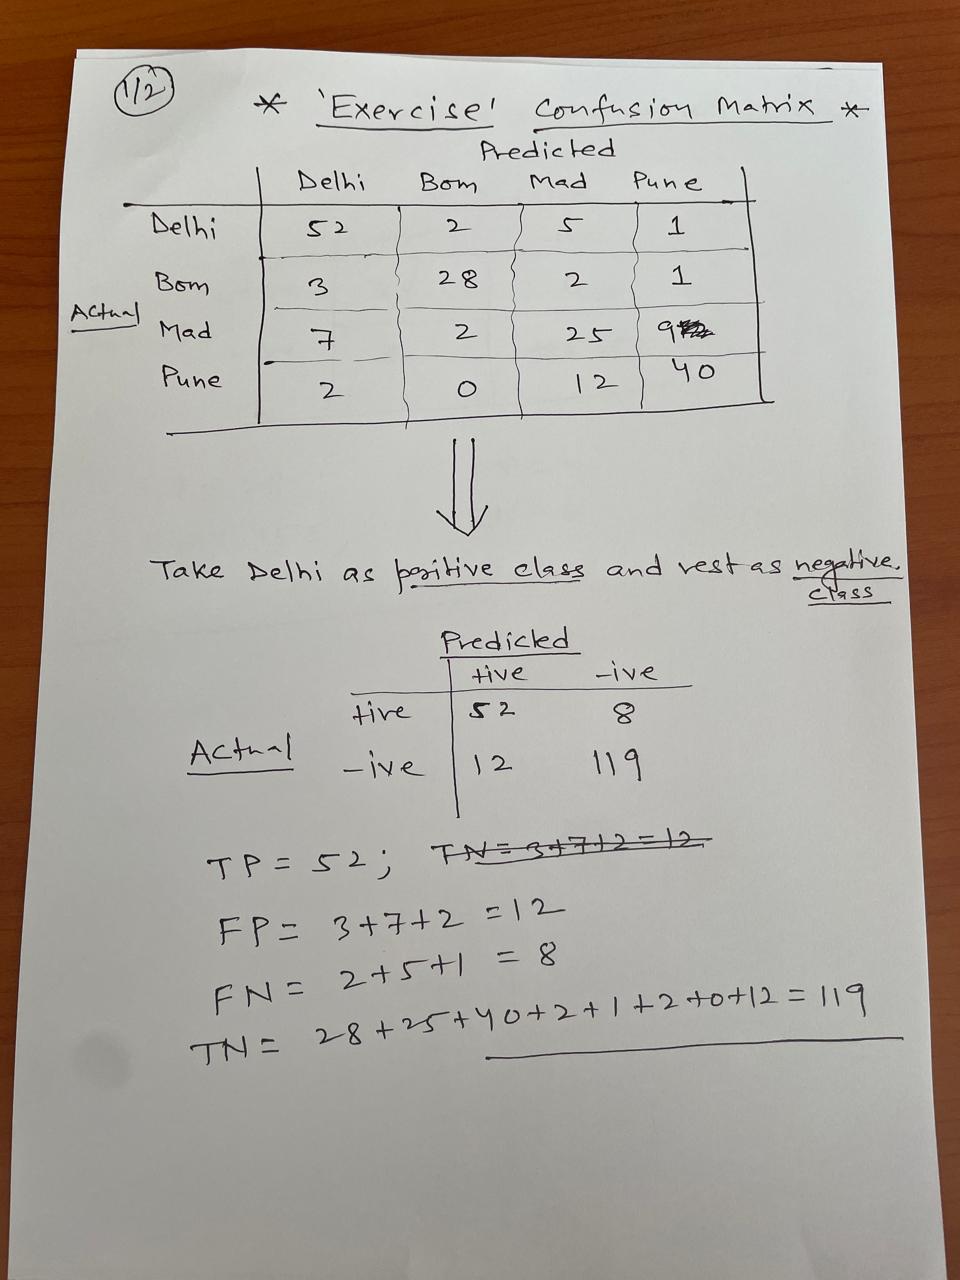 1/2
* 'Exercise' Confusion Matrix *
Predicted
Delhi Bom Mad Pune
Delhi 52 2 5 1
Bom 3 28 2 1
Actual
Mad 7 2 25 9
Pune 2 0 12 40
Take Delhi as positive class and rest as negative
class
Predicted
+ive -ive
+ive 52 8
Actual
-ive 12 119
TP = 52; TN = 3+7+2 = 12
FP = 3+7+2 = 12
FN = 2+5+1 = 8
TN = 28+25+40+2+1+2+0+12 = 119